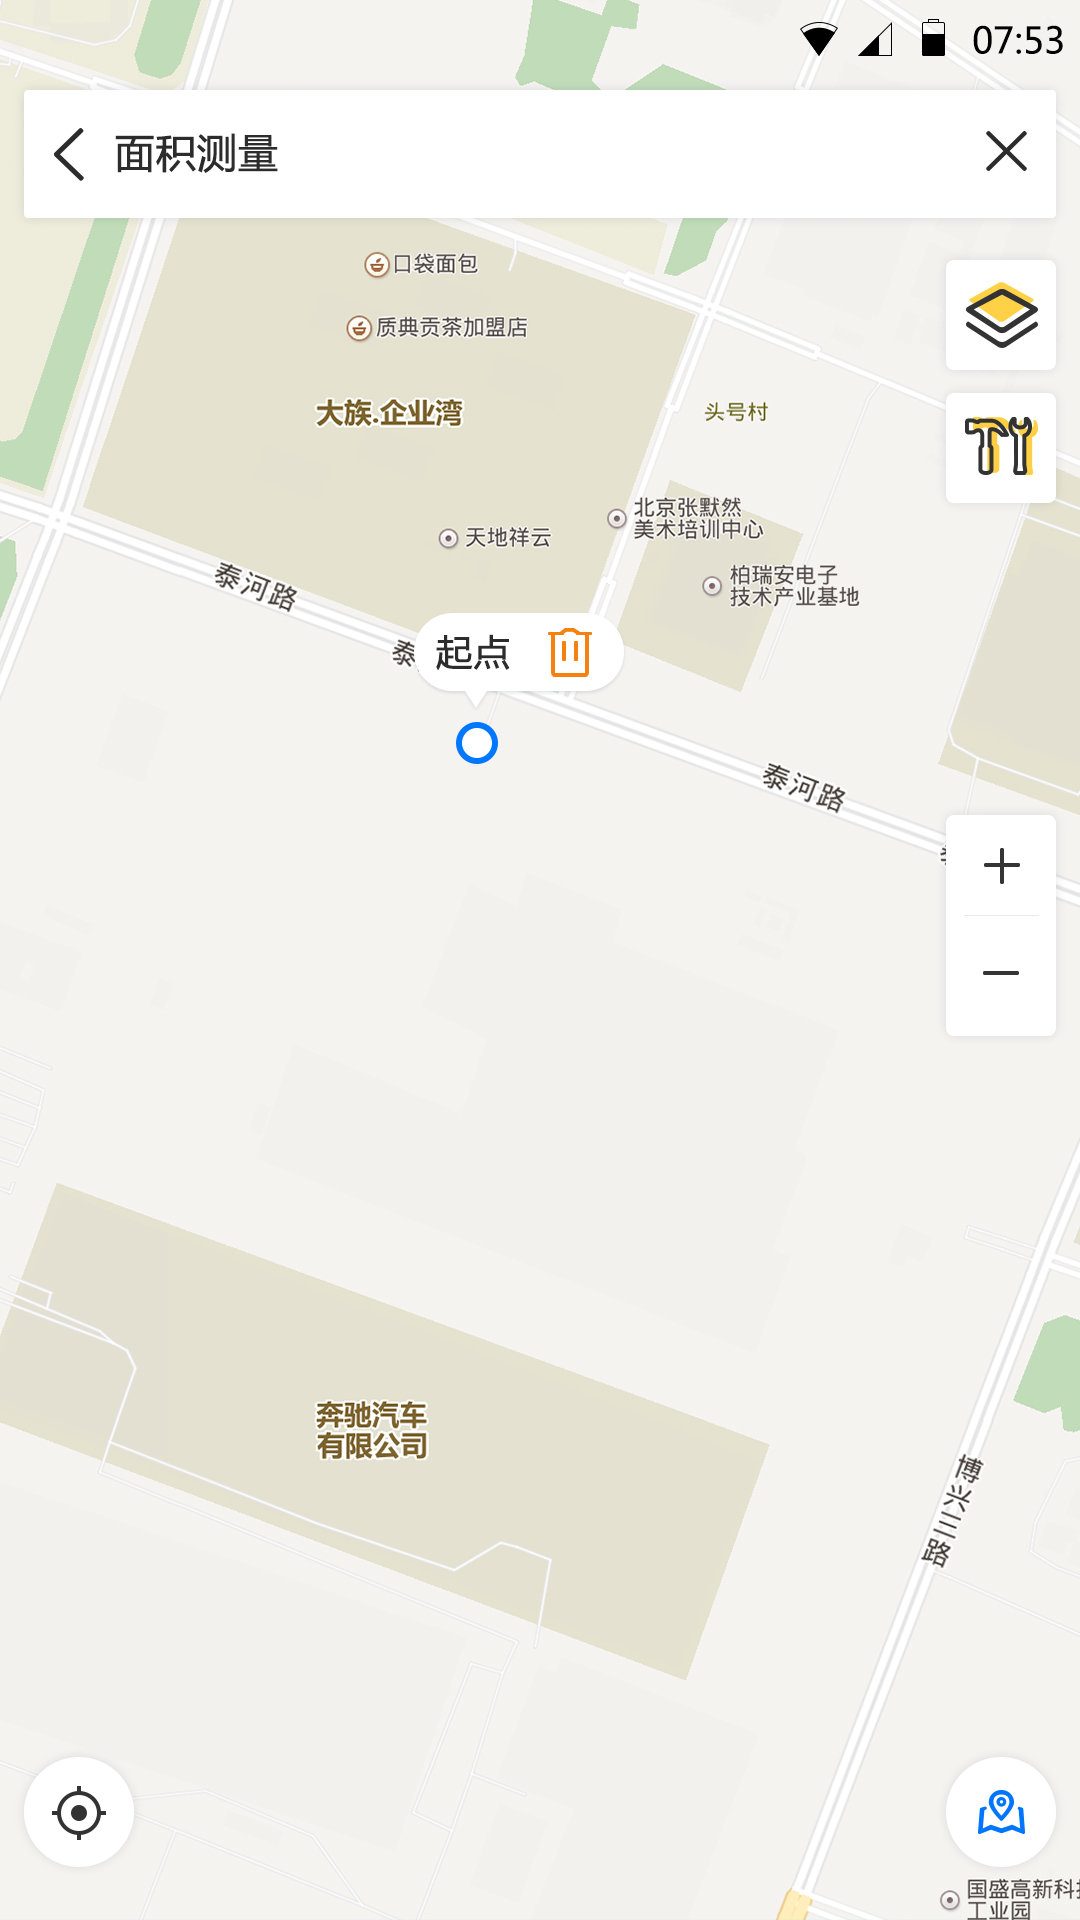 07:53
面积测量
口袋面包
质典贡茶加盟店
大族.企业湾
头号村
北京张默然
美术培训中心
天地祥云
柏瑞安电子
技术产业基地
泰河路
泰
起点
泰河路
奔驰汽车
有限公司
博兴三路
国盛高新科技
工业园